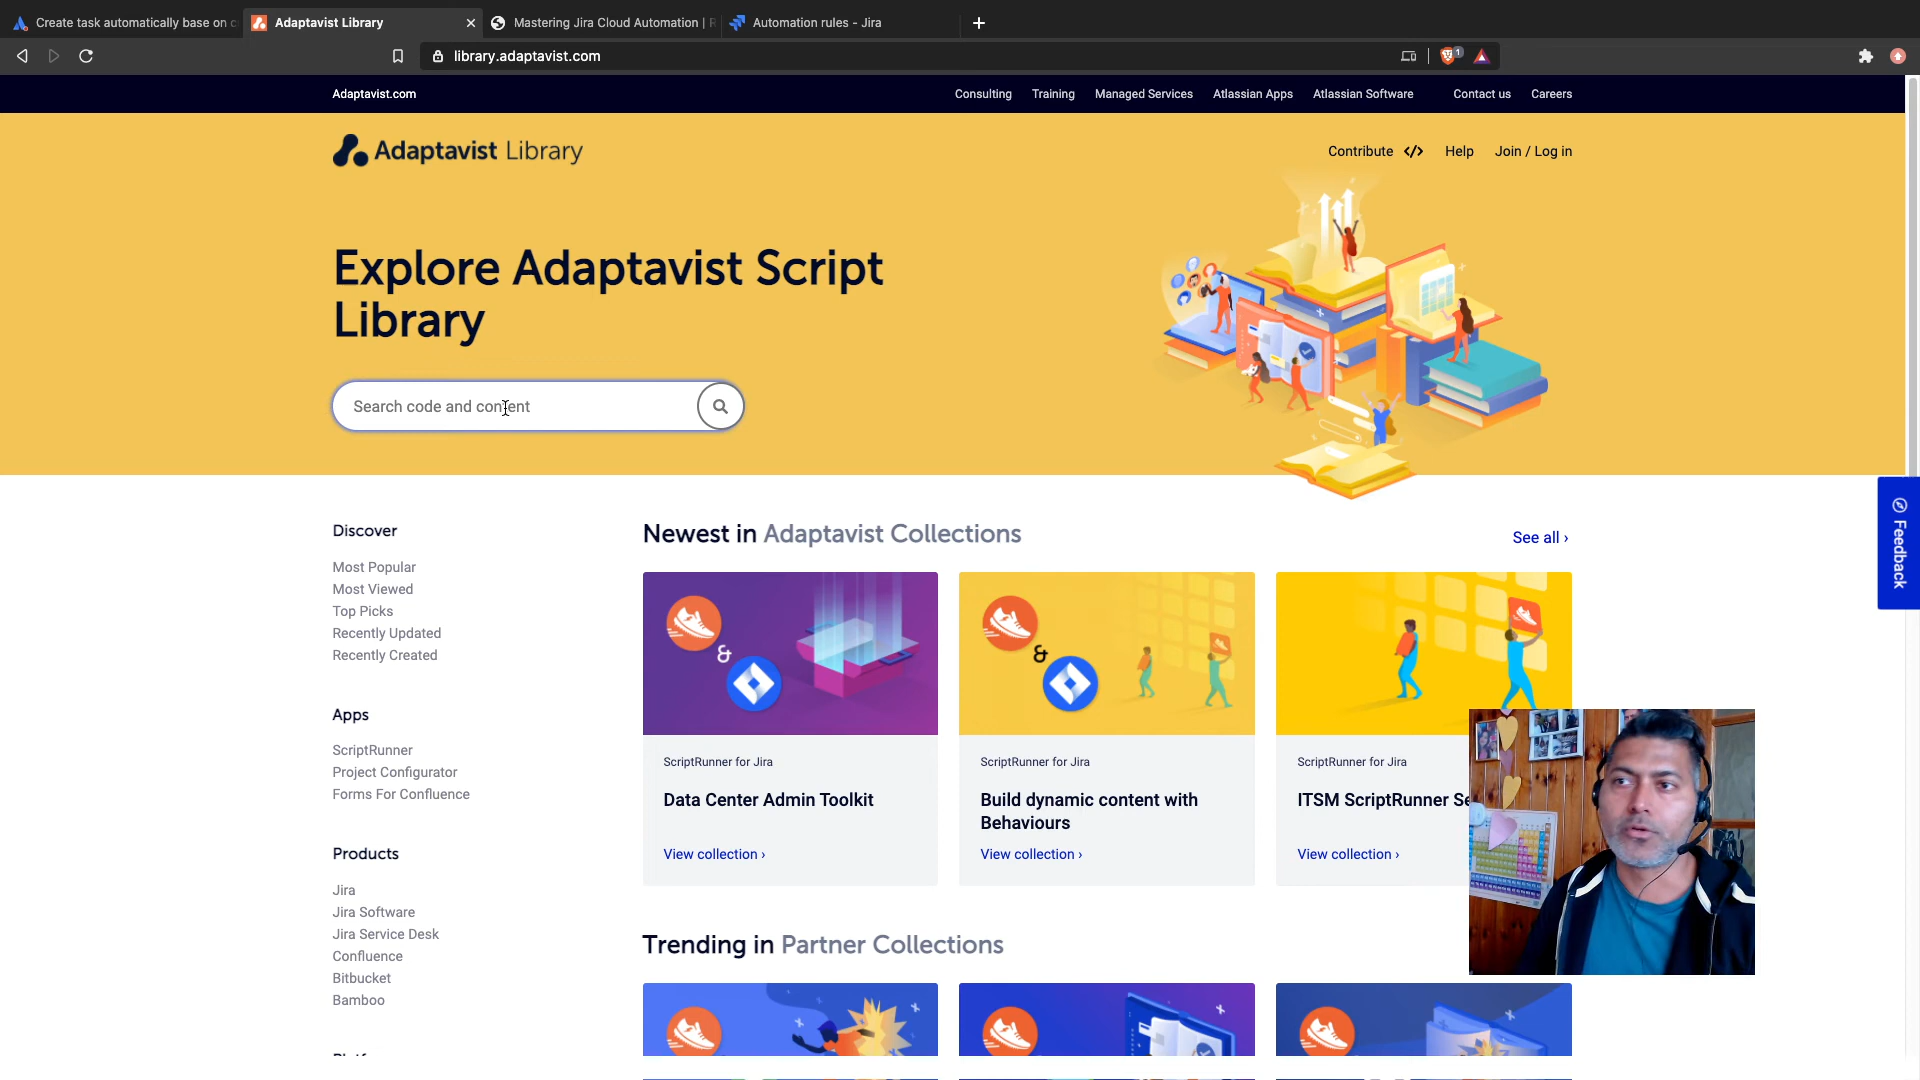 Create task automatically base on c
Adaptavist Library
Mastering Jira Cloud Automation | R
Automation rules - Jira
library.adaptavist.com
1
Adaptavist.com
Consulting
Training
Managed Services
Atlassian Apps
Atlassian Software
Contact us
Careers
Adaptavist Library
Contribute </>
Help
Join / Log in
Explore Adaptavist Script
Library
Search code and content
Discover
Most Popular
Most Viewed
Top Picks
Recently Updated
Recently Created
Apps
ScriptRunner
Project Configurator
Forms For Confluence
Products
Jira
Jira Software
Jira Service Desk
Confluence
Bitbucket
Bamboo
Newest in Adaptavist Collections
See all ›
&
ScriptRunner for Jira
Data Center Admin Toolkit
View collection ›
&
ScriptRunner for Jira
Build dynamic content with
Behaviours
View collection ›
ScriptRunner for Jira
ITSM ScriptRunner Se
View collection ›
Trending in Partner Collections
Feedback